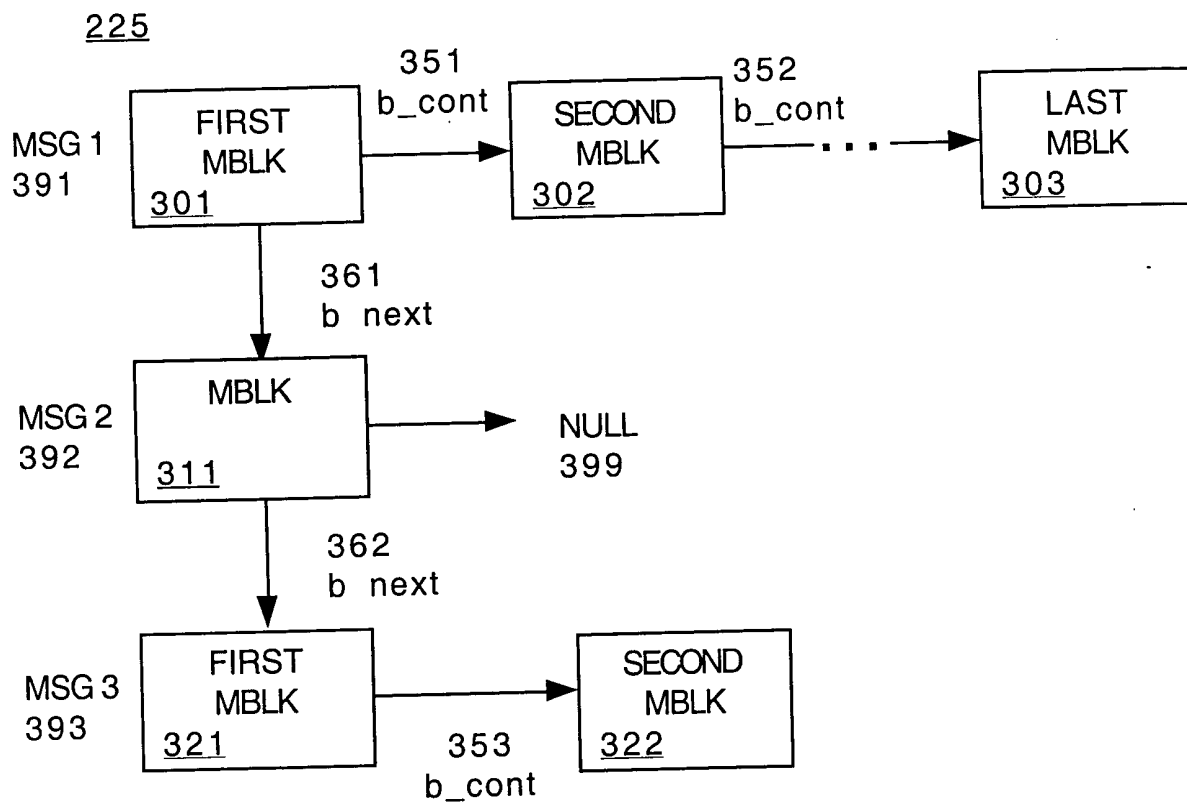 225
351
b_cont
352
b_cont
MSG 1
391
FIRST
MBLK
301
SECOND
MBLK
302
...
LAST
MBLK
303
361
b next
MSG 2
392
MBLK
311
NULL
399
362
b next
MSG 3
393
FIRST
MBLK
321
353
b_cont
SECOND
MBLK
322